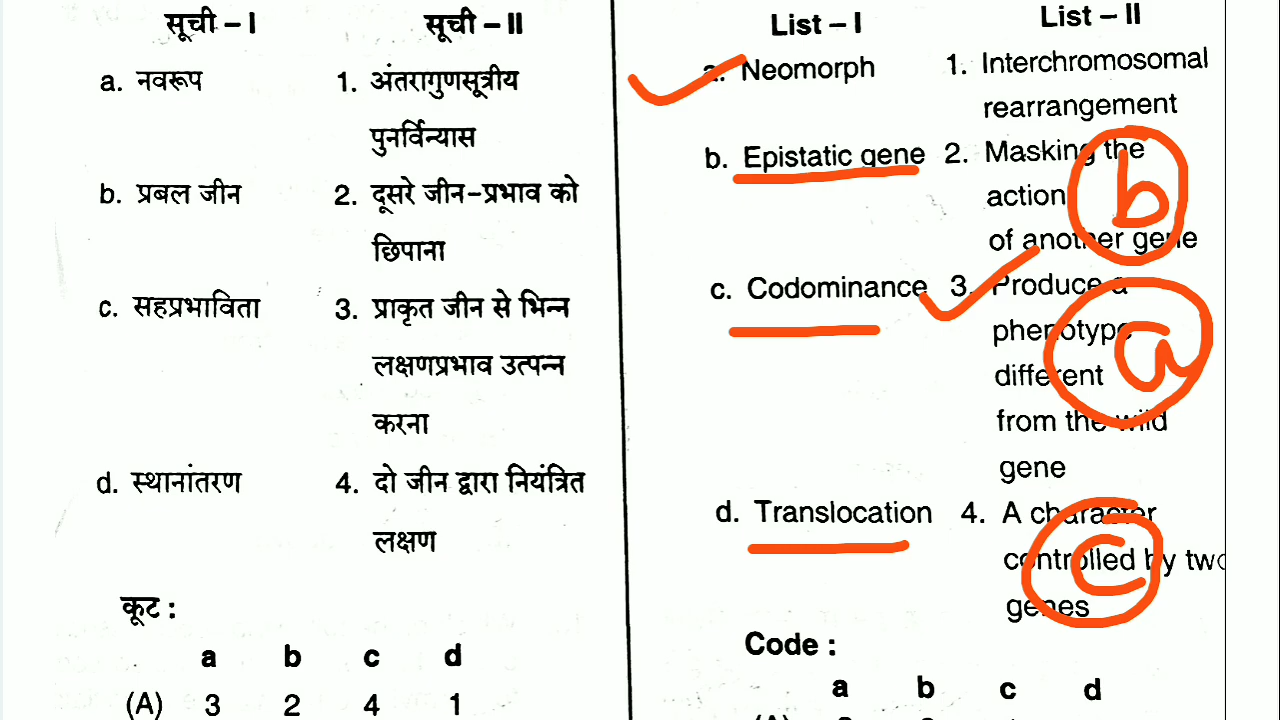 सूची – I सूची – II
a. नवरूप 1. अंतरागुणसूत्रीय
पुनर्विन्यास
b. प्रबल जीन 2. दूसरे जीन-प्रभाव को
छिपाना
c. सहप्रभाविता 3. प्राकृत जीन से भिन्न
लक्षणप्रभाव उत्पन्न
करना
d. स्थानांतरण 4. दो जीन द्वारा नियंत्रित
लक्षण
कूट :
a b c d
(A) 3 2 4 1
List – I List – II
a. Neomorph 1. Interchromosomal
rearrangement
b. Epistatic gene 2. Masking the
action
of another gene
b
c. Codominance 3. Produce a
phenotype
different
from the wild
gene
a
d. Translocation 4. A character
controlled by two
genes
c
Code :
a b c d